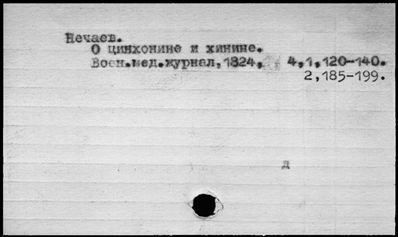 Нечаев.
О цинхонине и хинине.
Воен.мед.журнал,1824, 4,1,120-140.
2,185-199.
д